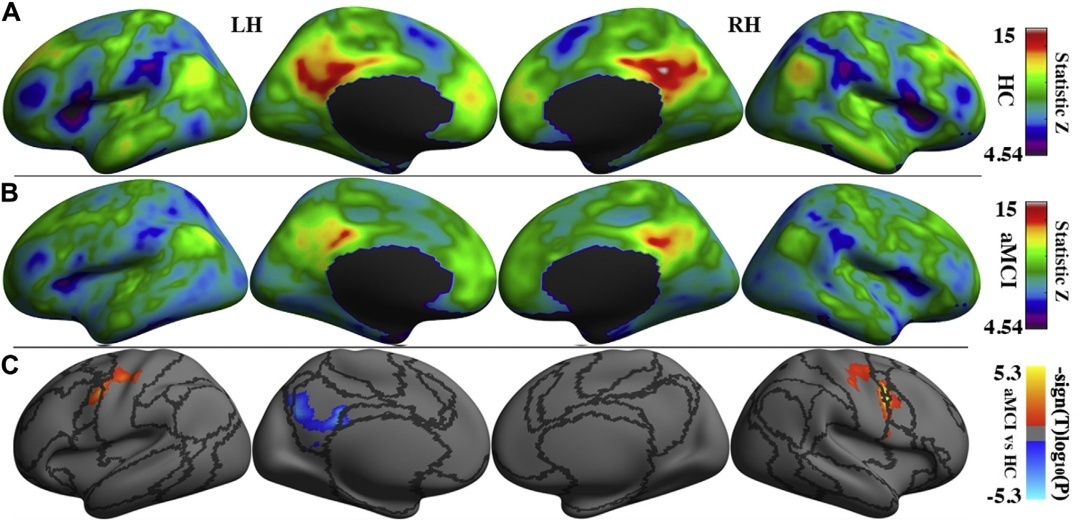 A
LH
RH
15
HC
4.54
Statistic Z
B
15
aMCI
4.54
Statistic Z
C
5.3
aMCI vs HC
-5.3
-sign(T)log10(P)